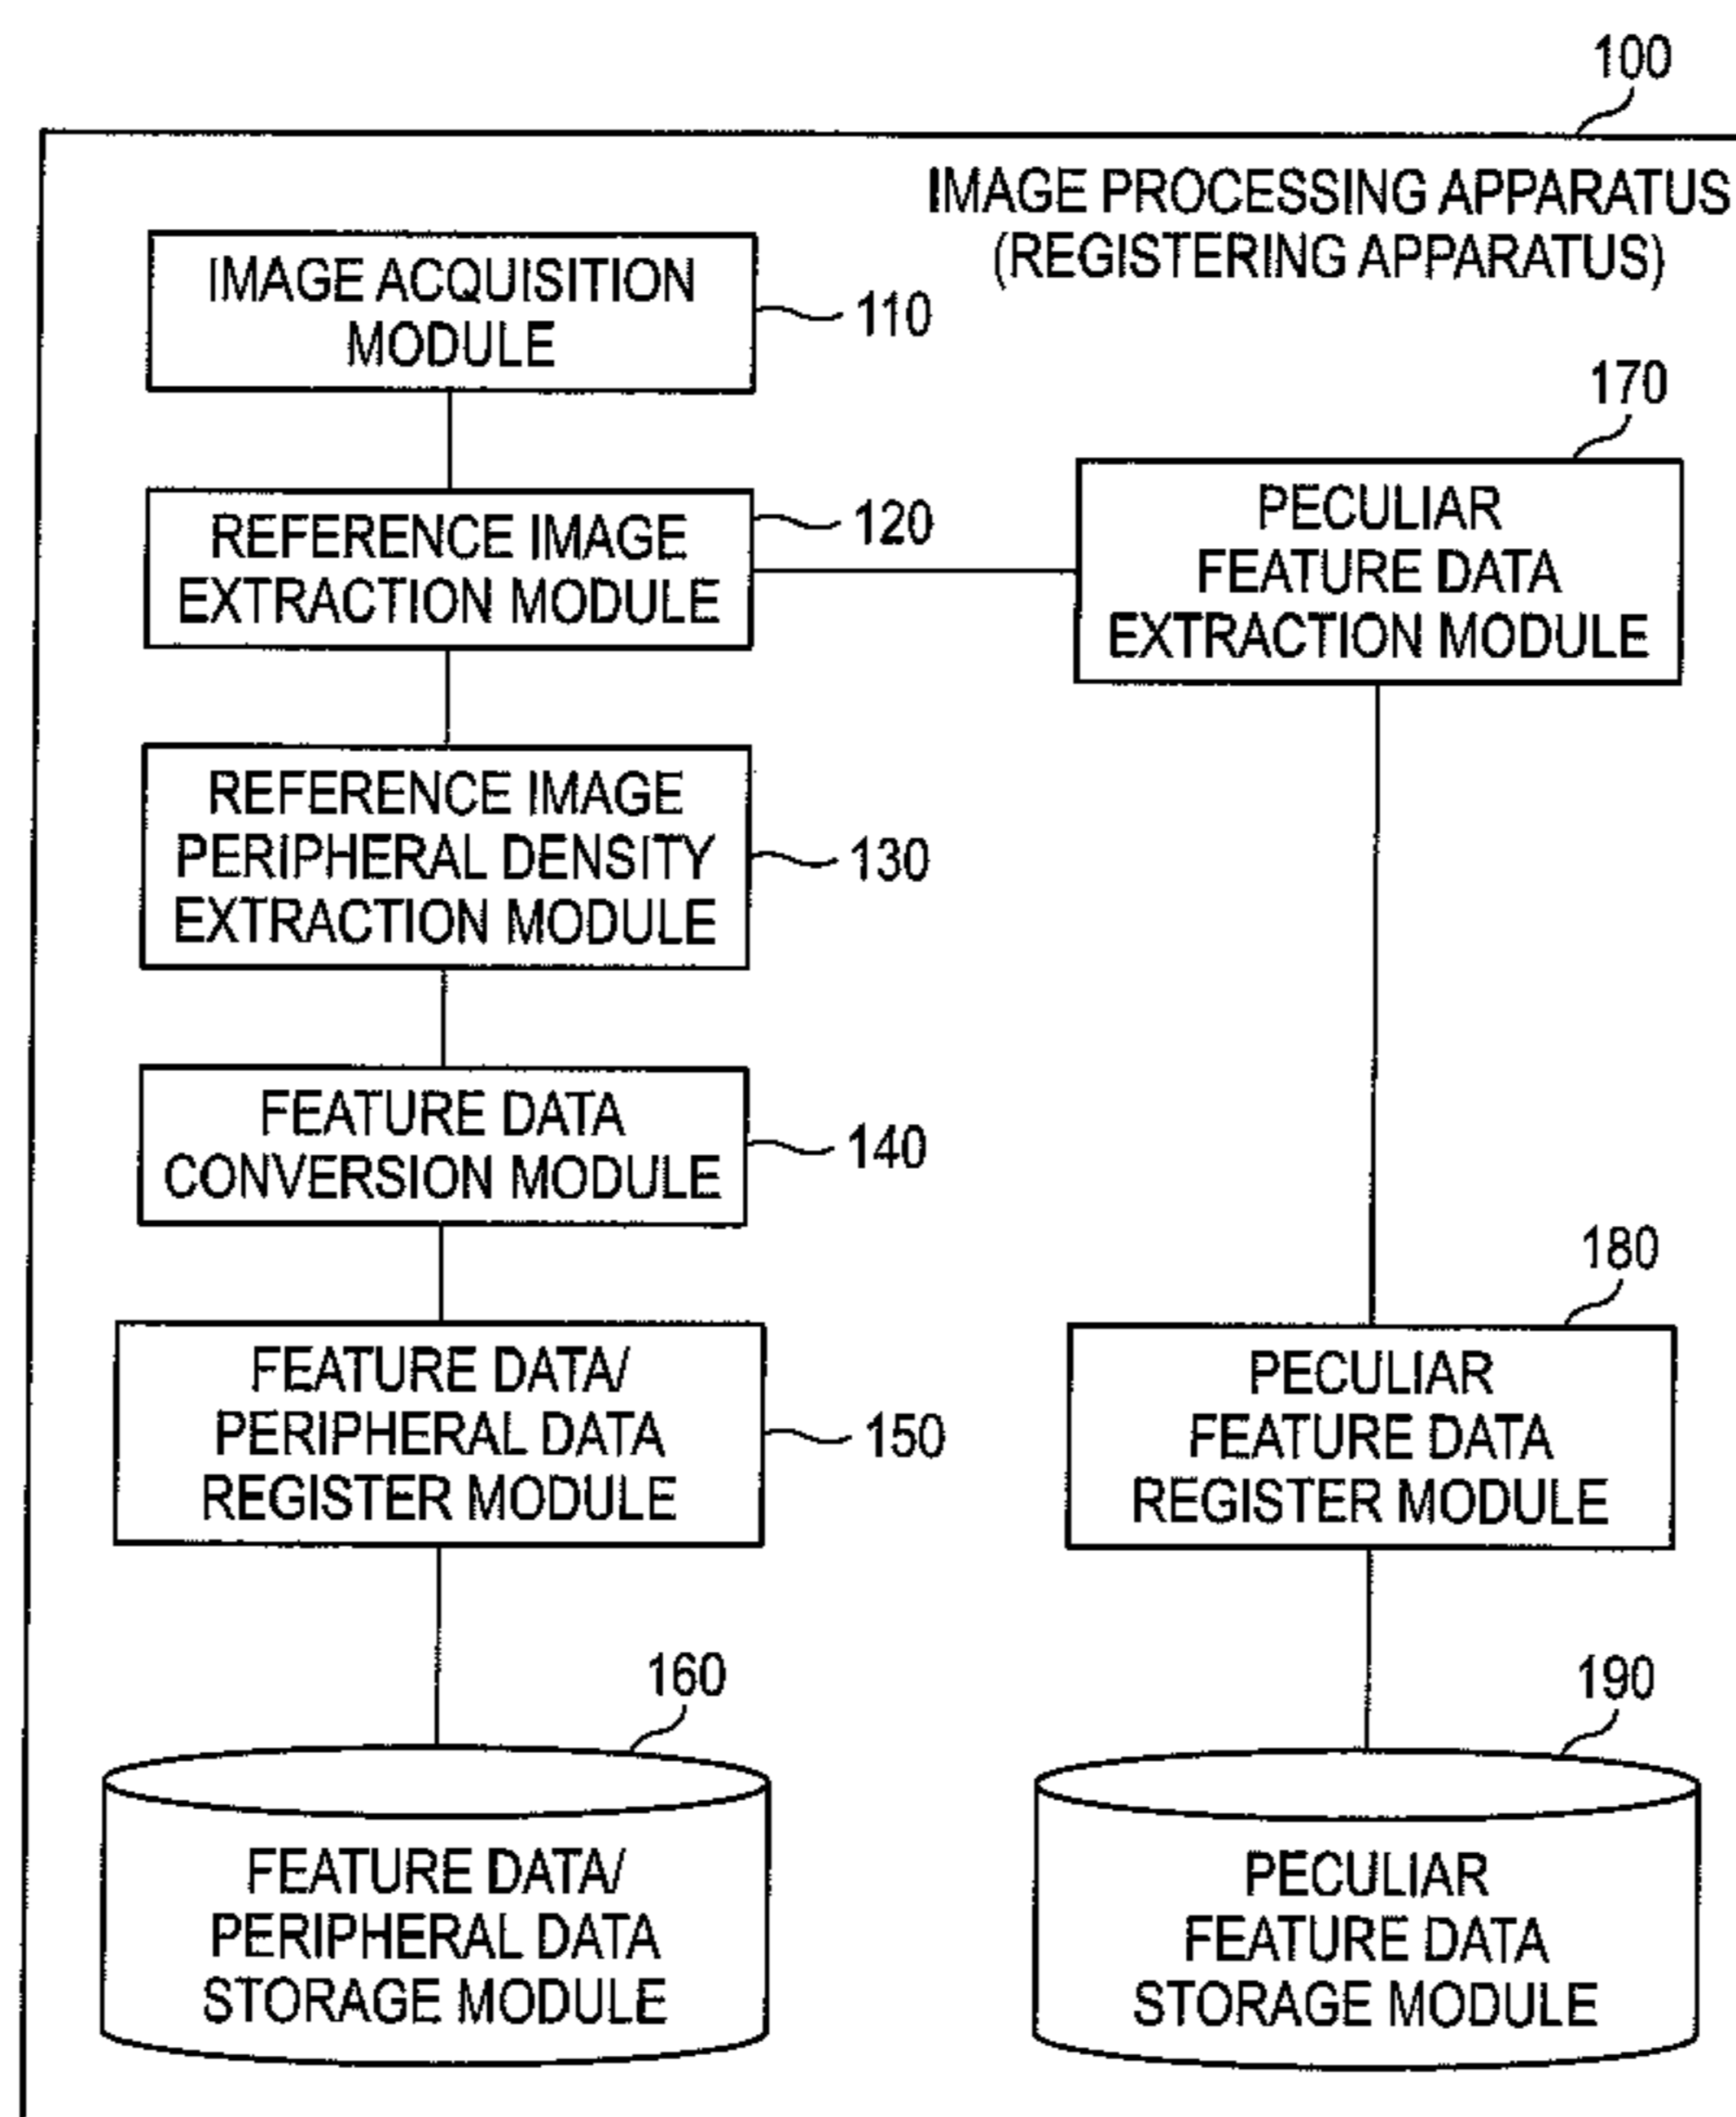 100
IMAGE PROCESSING APPARATUS
(REGISTERING APPARATUS)
IMAGE ACQUISITION
MODULE
110
170
REFERENCE IMAGE
EXTRACTION MODULE
120
PECULIAR
FEATURE DATA
EXTRACTION MODULE
REFERENCE IMAGE
PERIPHERAL DENSITY
EXTRACTION MODULE
130
FEATURE DATA
CONVERSION MODULE
140
180
FEATURE DATA/
PERIPHERAL DATA
REGISTER MODULE
150
PECULIAR
FEATURE DATA
REGISTER MODULE
160
190
FEATURE DATA/
PERIPHERAL DATA
STORAGE MODULE
PECULIAR
FEATURE DATA
STORAGE MODULE